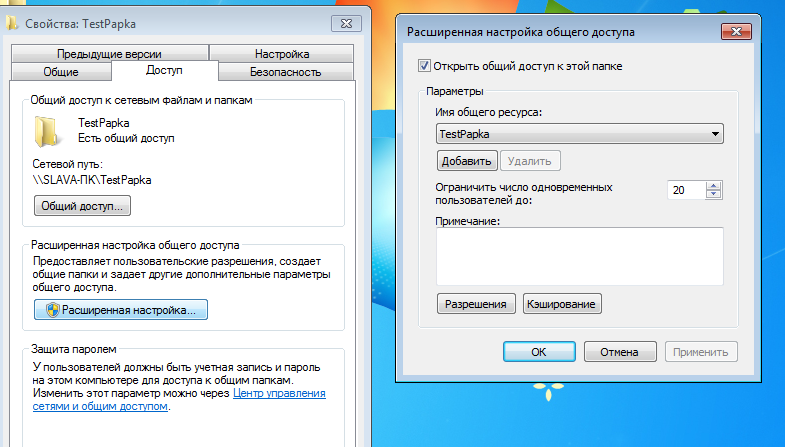 Свойства: TestPapka
Предыдущие версии
Настройка
Общие
Доступ
Безопасность
Общий доступ к сетевым файлам и папкам
TestPapka
Есть общий доступ
Сетевой путь:
\\SLAVA-ПК\TestPapka
Общий доступ...
Расширенная настройка общего доступа
Предоставляет пользовательские разрешения, создает
общие папки и задает другие дополнительные параметры
общего доступа.
Расширенная настройка...
Защита паролем
У пользователей должны быть учетная запись и пароль
на этом компьютере для доступа к общим папкам.
Изменить этот параметр можно через Центр управления
сетями и общим доступом.
Расширенная настройка общего доступа
Открыть общий доступ к этой папке
Параметры
Имя общего ресурса:
TestPapka
Добавить
Удалить
Ограничить число одновременных
пользователей до:
20
Примечание:
Разрешения
Кэширование
ОК
Отмена
Применить